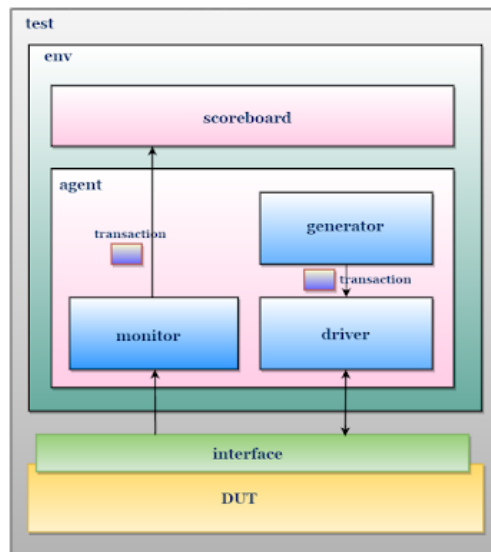 test
env
scoreboard
agent
transaction
generator
transaction
monitor
driver
interface
DUT